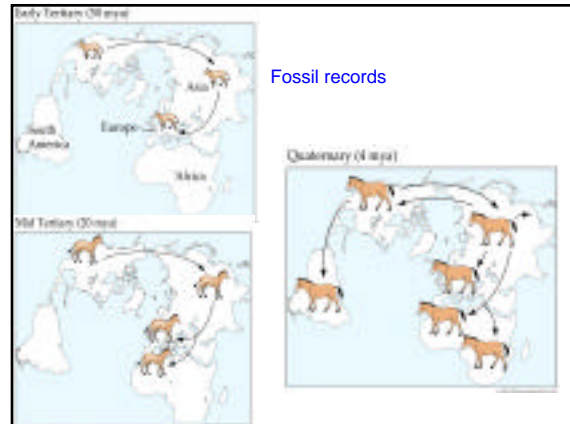 Early Tertiary (50 mya)
Fossil records
Asia
South
America
Europe
Africa
Quaternary (4 mya)
Mid Tertiary (20 mya)